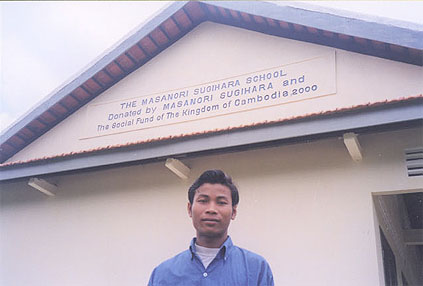 THE MASANORI SUGIHARA SCHOOL
Donated by MASANORI SUGIHARA and
The Social Fund of The Kingdom of Cambodia, 2000